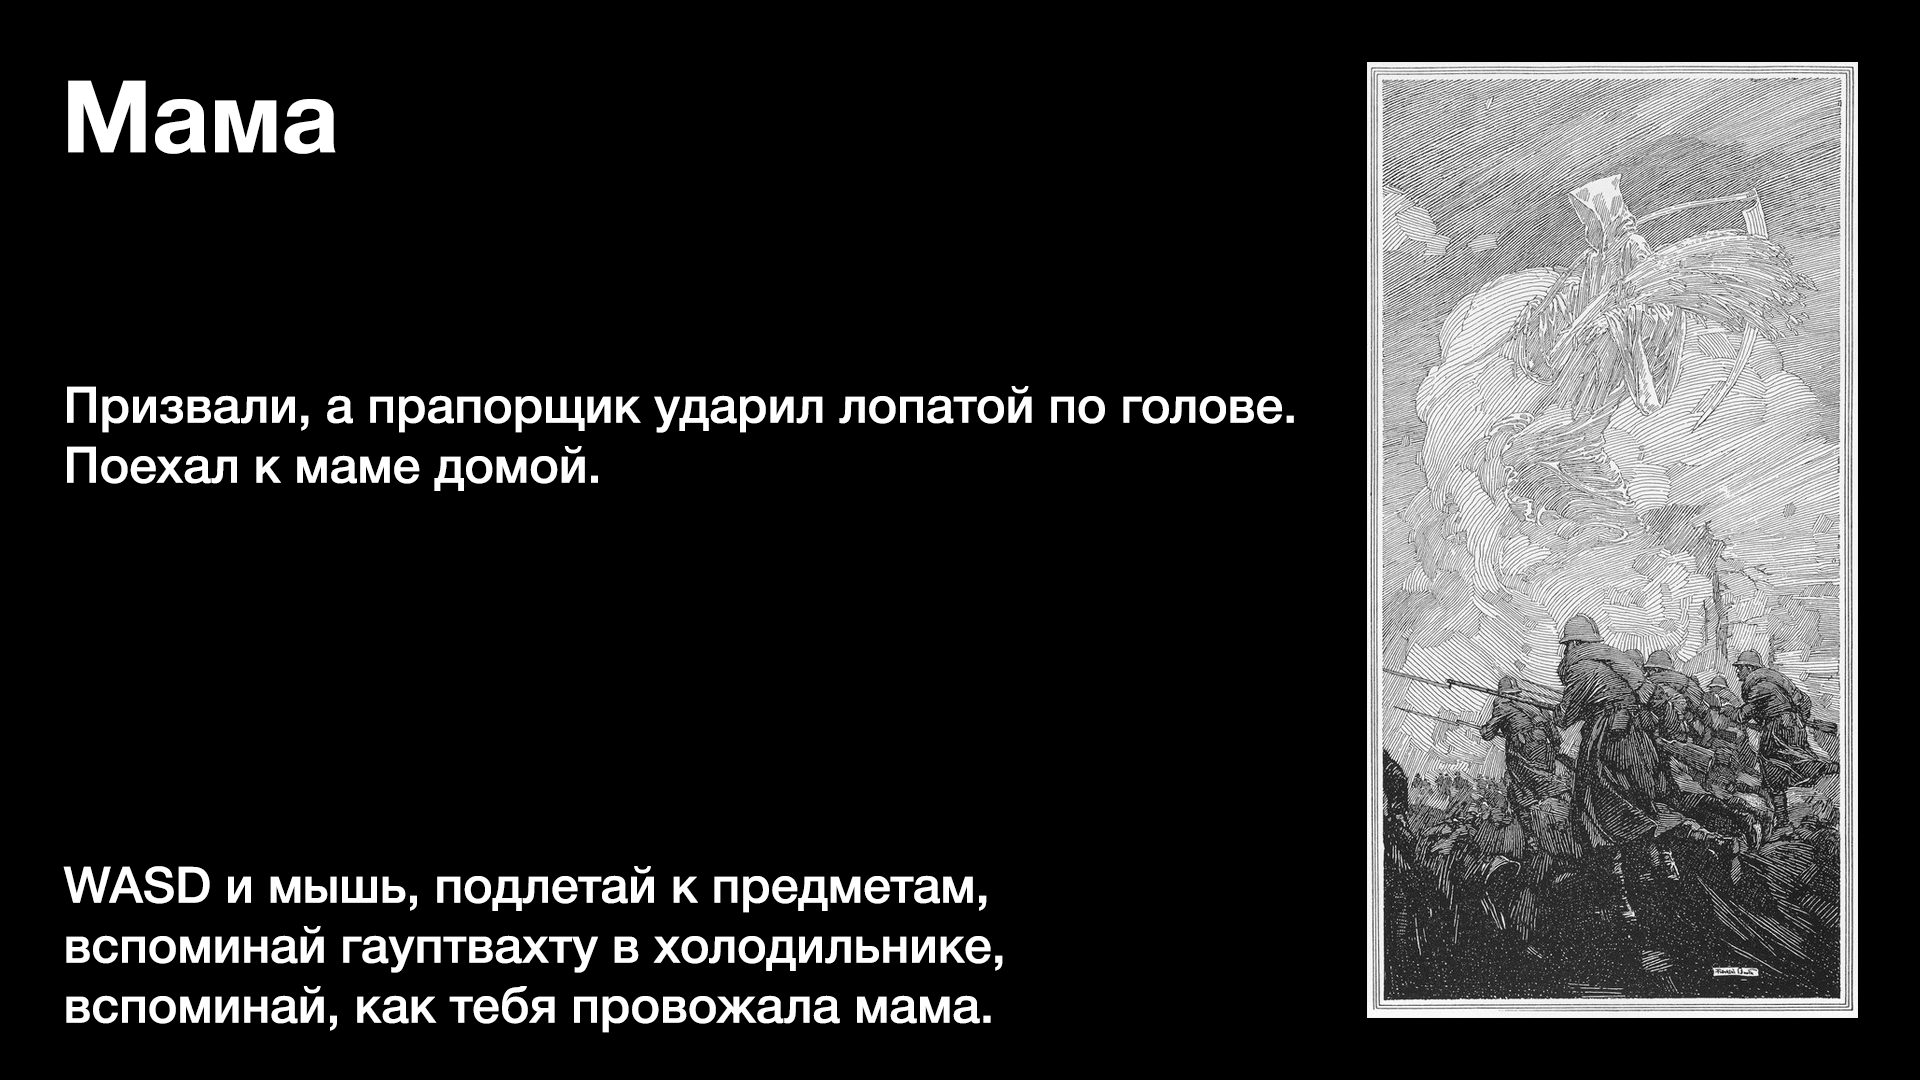 Мама
Призвали, а прапорщик ударил лопатой по голове.
Поехал к маме домой.
WASD и мышь, подлетай к предметам,
вспоминай гауптвахту в холодильнике,
вспоминай, как тебя провожала мама.